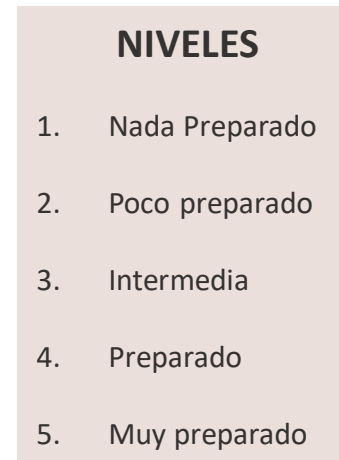 NIVELES
1. Nada Preparado
2. Poco preparado
3. Intermedia
4. Preparado
5. Muy preparado